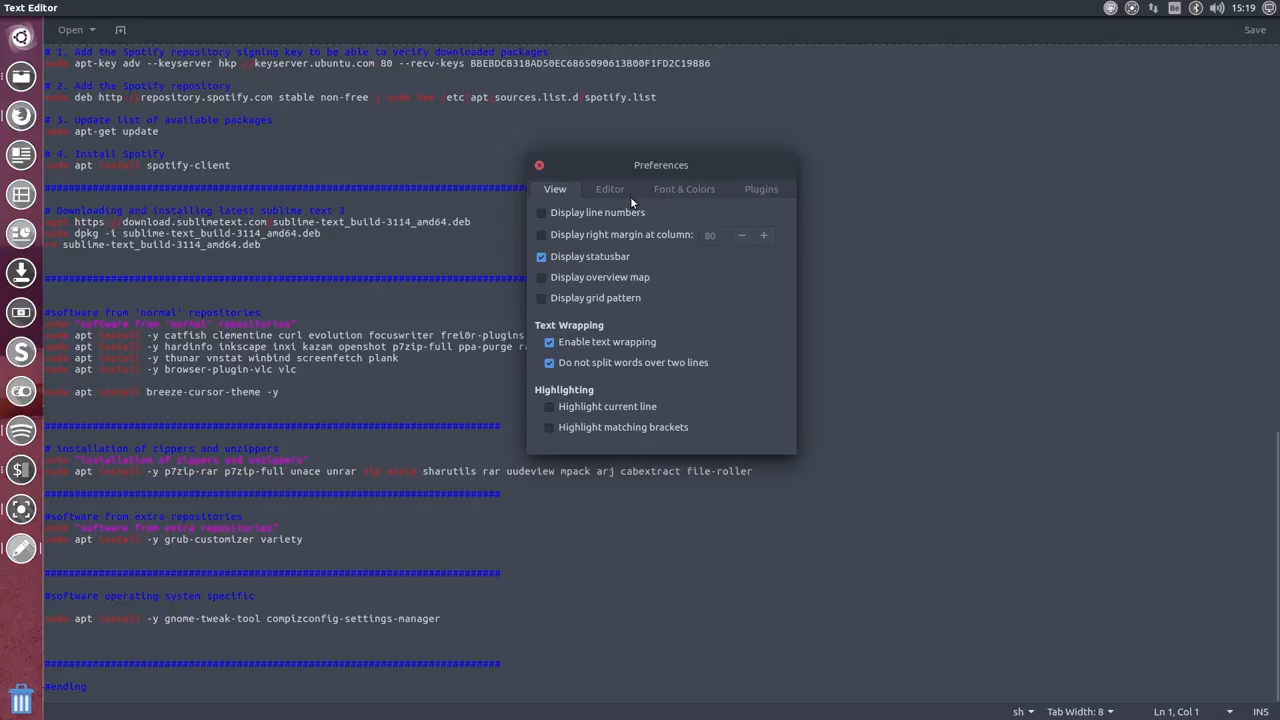 Text Editor
Be
15:19
Open
Save
# 1. Add the Spotify repository signing key to be able to verify downloaded packages
sudo apt-key adv --keyserver hkp://keyserver.ubuntu.com 80 --recv-keys BBEBDCB318AD50EC6865090613B00F1FD2C19886
# 2. Add the Spotify repository
echo deb http://repository.spotify.com stable non-free | sudo tee /etc/apt/sources.list.d/spotify.list
# 3. Update list of available packages
sudo apt-get update
# 4. Install Spotify
sudo apt install spotify-client
################################################################################
# Downloading and installing latest sublime text 3
wget https://download.sublimetext.com/sublime-text_build-3114_amd64.deb
sudo dpkg -i sublime-text_build-3114_amd64.deb
rm sublime-text_build-3114_amd64.deb
################################################################################
#software from 'normal' repositories
echo "software from 'normal' repositories"
sudo apt install -y catfish clementine curl evolution focuswriter frei0r-plugins
sudo apt install -y hardinfo inkscape inxi kazam openshot p7zip-full ppa-purge
sudo apt install -y thunar vnstat winbind screenfetch plank
sudo apt install -y browser-plugin-vlc vlc
sudo apt install breeze-cursor-theme -y
############################################################################
# installation of zippers and unzippers
echo "installation of zippers and unzippers"
sudo apt install -y p7zip-rar p7zip-full unace unrar zip unzip sharutils rar uudeview mpack arj cabextract file-roller
############################################################################
#software from extra repositories
echo "software from extra repositories"
sudo apt install -y grub-customizer variety
############################################################################
#software operating system specific
sudo apt install -y gnome-tweak-tool compizconfig-settings-manager
############################################################################
#ending
Preferences
View
Editor
Font & Colors
Plugins
Display line numbers
Display right margin at column: 80 − +
Display statusbar
Display overview map
Display grid pattern
Text Wrapping
Enable text wrapping
Do not split words over two lines
Highlighting
Highlight current line
Highlight matching brackets
sh
Tab Width: 8
Ln 1, Col 1
INS